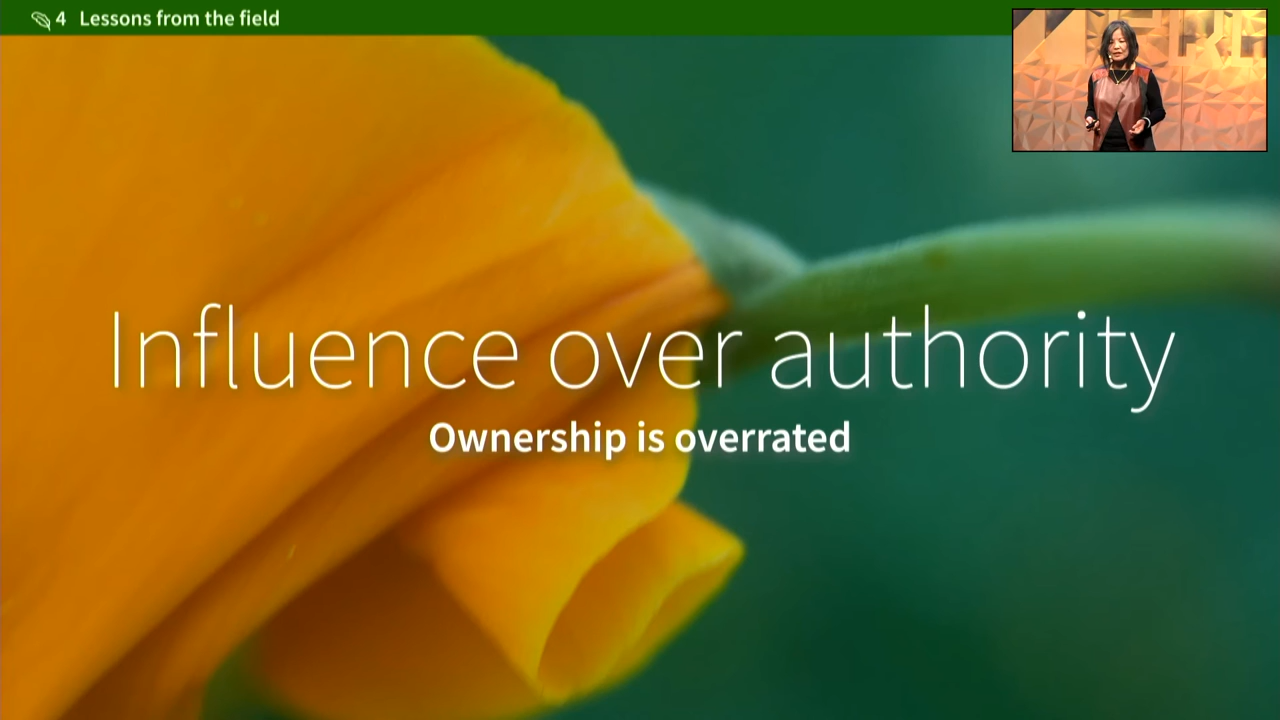 4 Lessons from the field
Influence over authority
Ownership is overrated